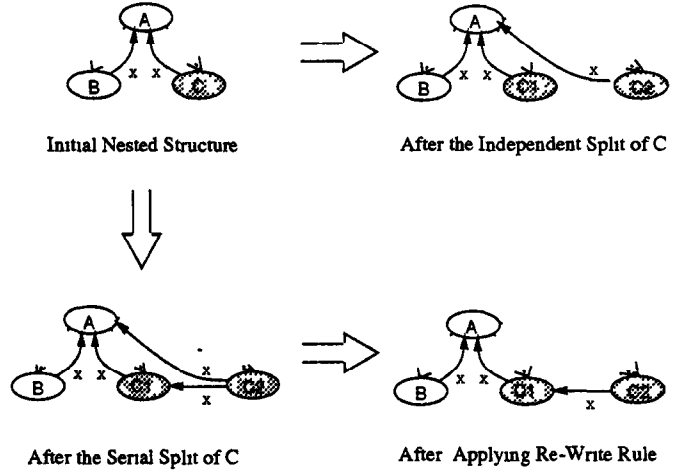 A
A
x x
x x
x
B
C
B
C1
C2
Initial Nested Structure
After the Independent Split of C
A
A
x
x x
x x
B
C1
C2
B
C1
C2
x
x
After the Serial Split of C
After Applying Re-Write Rule